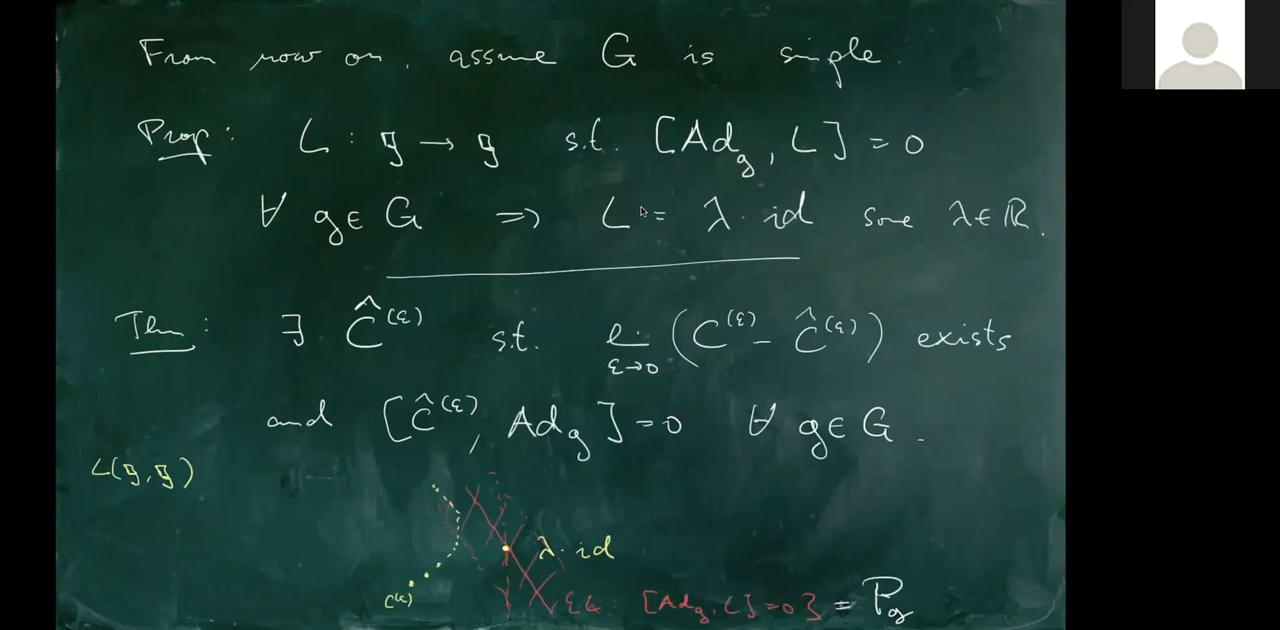 From now on, assume G is simple.
Prop: L : 𝔤 → 𝔤 s.t. [Ad_g, L] = 0
∀ g ∈ G => L = λ · id some λ ∈ ℝ.
Thm: ∃ Ĉ^(ε) s.t. lim_{ε→0} (C^(ε) − Ĉ^(ε)) exists
and [Ĉ^(ε), Ad_g] = 0 ∀ g ∈ G.
L(𝔤, 𝔤)
λ · id
C^(ε)
{L : [Ad_g, L] = 0} = P_g